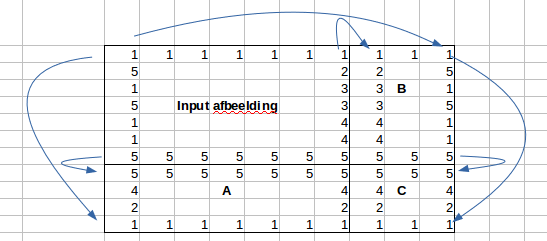 1 1 1 1 1 1 1 1 1 1
5 2 2 5
1 3 3 B 1
5 Input afbeelding 3 3 5
1 4 4 1
1 4 4 1
5 5 5 5 5 5 5 5 5 5
5 5 5 5 5 5 5 5 5 5
4 A 4 4 C 4
2 2 2 2
1 1 1 1 1 1 1 1 1 1